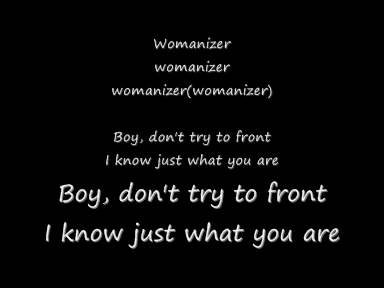 Womanizer
womanizer
womanizer(womanizer)
Boy, don't try to front
I know just what you are
Boy, don't try to front
I know just what you are